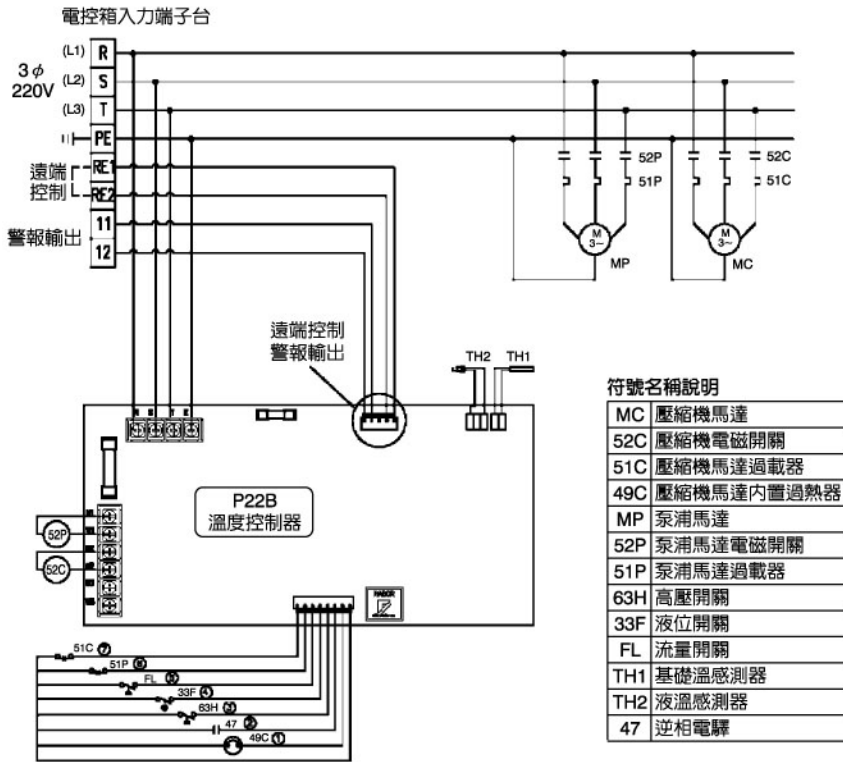 電控箱入力端子台
3φ
220V
(L1) R
(L2) S
(L3) T
PE
遠端
控制
RE1
RE2
警報輸出
11
12
52P
51P
M
3~
MP
52C
51C
M
3~
MC
遠端控制
警報輸出
TH2
TH1
P22B
溫度控制器
52P
52C
51C ⑦
51P ⑥
FL ⑤
33F ④
63H ③
47 ②
49C ①
符號名稱說明
MC 壓縮機馬達
52C 壓縮機電磁開關
51C 壓縮機馬達過載器
49C 壓縮機馬達內置過熱器
MP 泵浦馬達
52P 泵浦馬達電磁開關
51P 泵浦馬達過載器
63H 高壓開關
33F 液位開關
FL 流量開關
TH1 基礎溫感測器
TH2 液溫感測器
47 逆相電驛